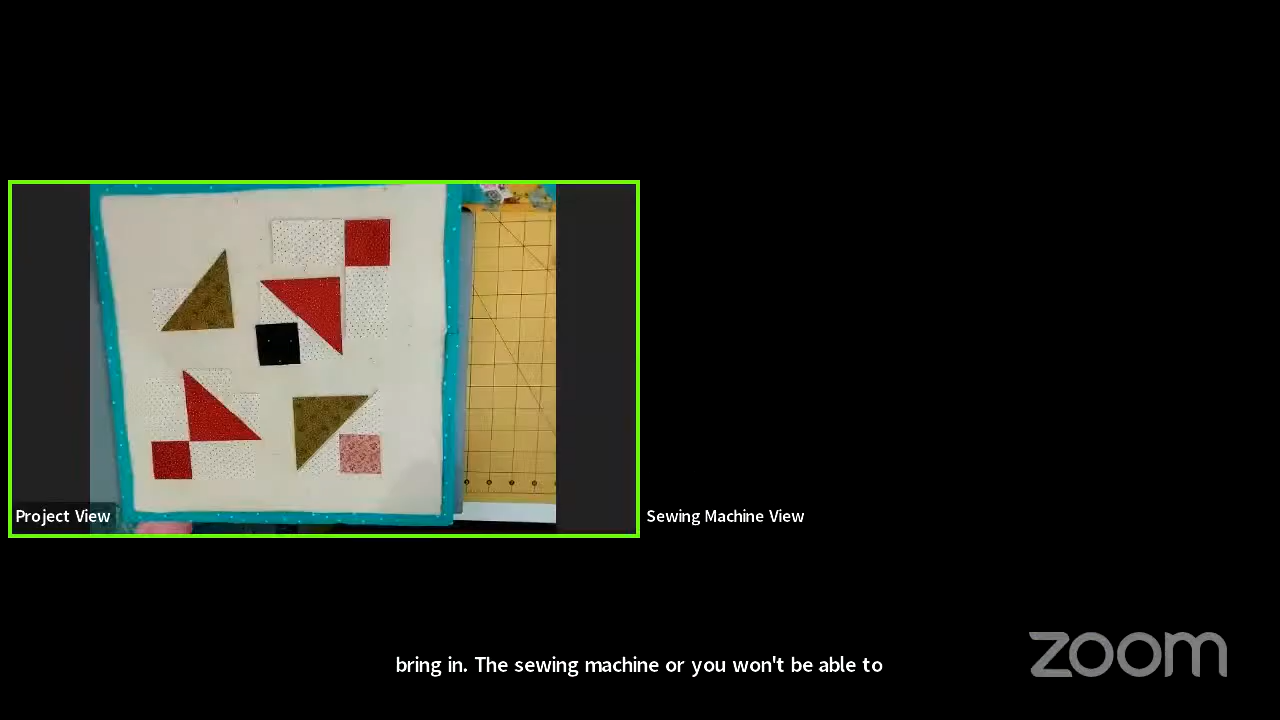 Project View
Sewing Machine View
bring in. The sewing machine or you won't be able to
zoom